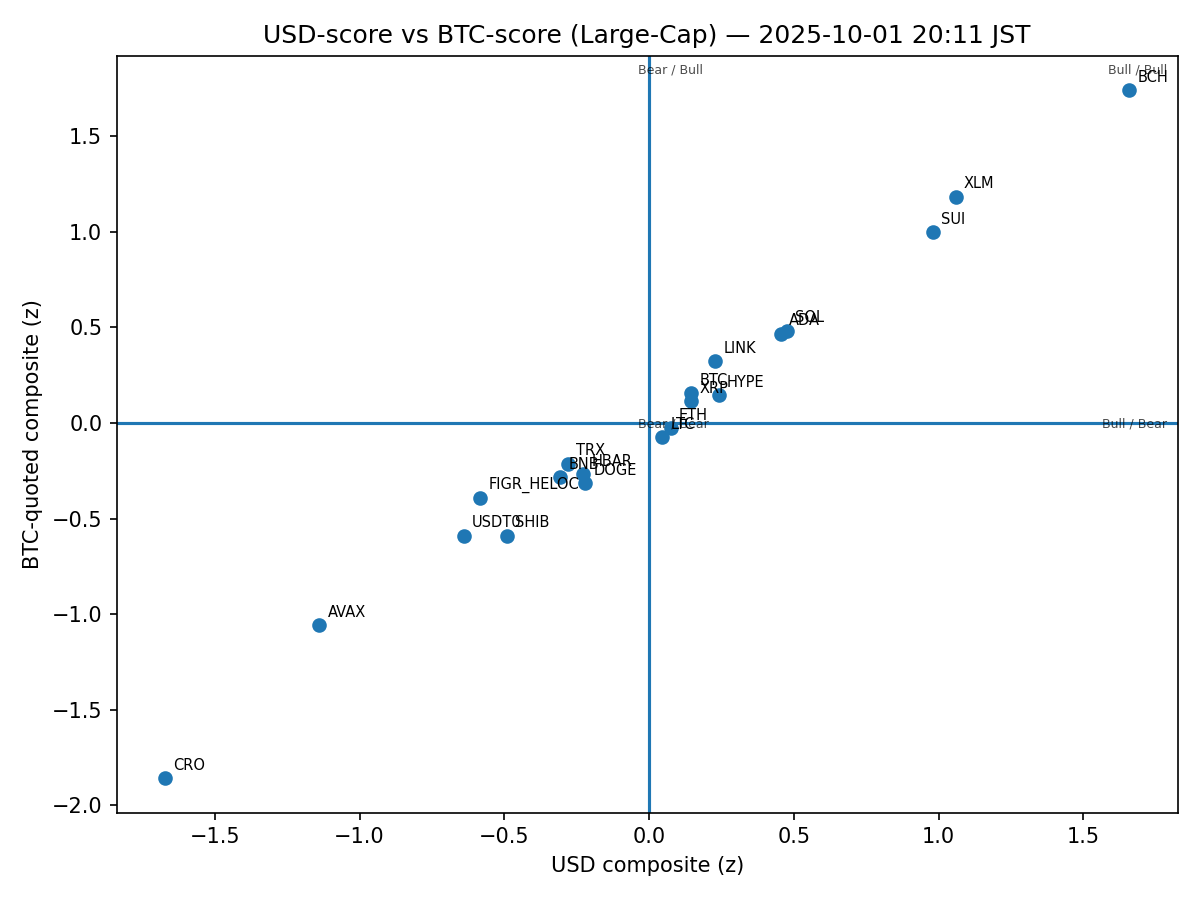 USD-score vs BTC-score (Large-Cap) — 2025-10-01 20:11 JST
Bear / Bull
Bull / Bull
BCH
1.5
XLM
1.0
SUI
0.5
SOL
ADA
LINK
BTC
HYPE
XRP
ETH
0.0
Bear / Bear
LTC
Bull / Bear
TRX
HBAR
BNB
DOGE
FIGR_HELOC
−0.5
USDT0
SHIB
−1.0
AVAX
−1.5
CRO
−2.0
−1.5
−1.0
−0.5
0.0
0.5
1.0
1.5
USD composite (z)
BTC-quoted composite (z)